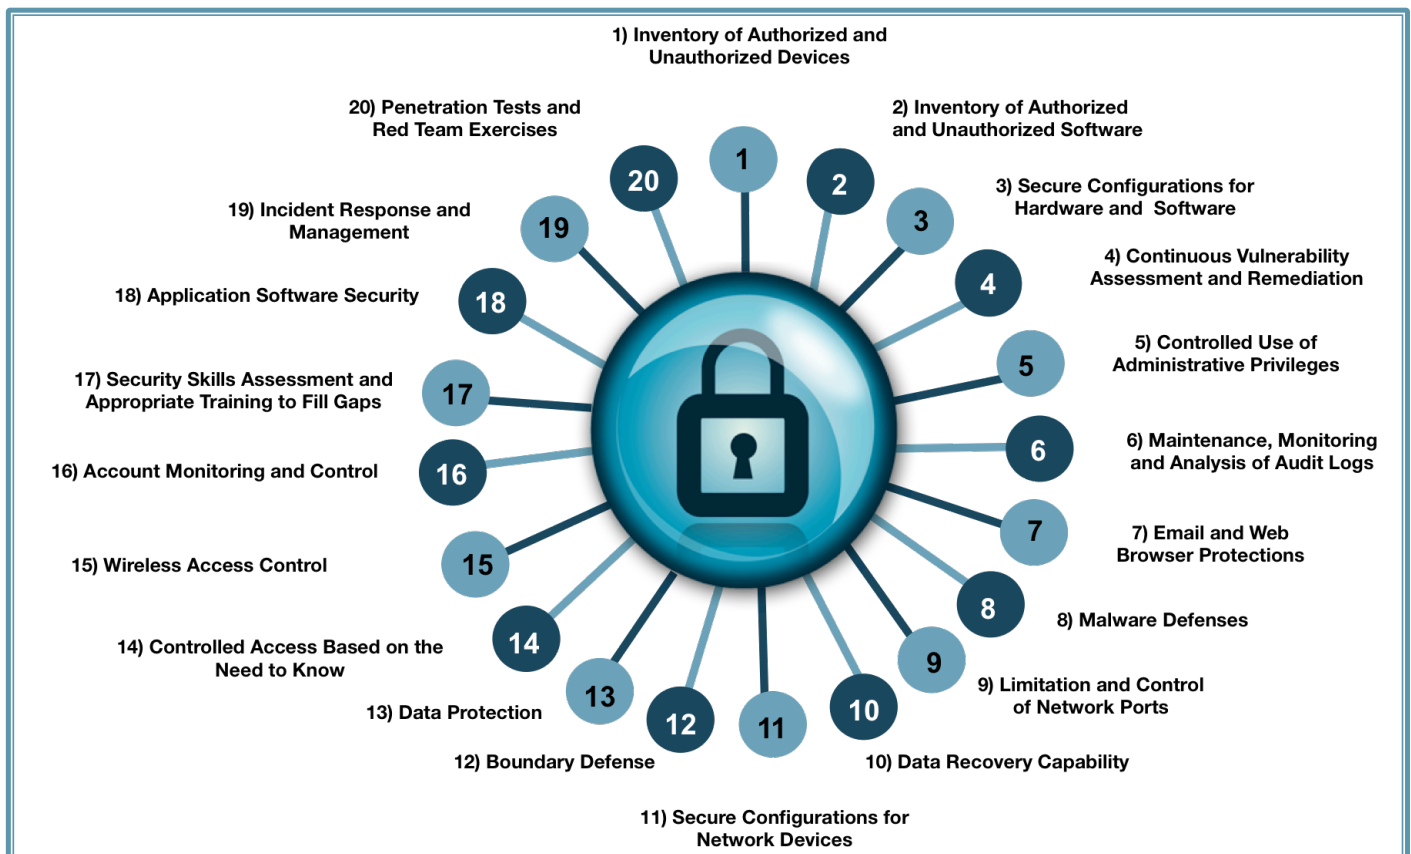 1) Inventory of Authorized and
Unauthorized Devices
2) Inventory of Authorized
and Unauthorized Software
3) Secure Configurations for
Hardware and Software
4) Continuous Vulnerability
Assessment and Remediation
5) Controlled Use of
Administrative Privileges
6) Maintenance, Monitoring
and Analysis of Audit Logs
7) Email and Web
Browser Protections
8) Malware Defenses
9) Limitation and Control
of Network Ports
10) Data Recovery Capability
11) Secure Configurations for
Network Devices
12) Boundary Defense
13) Data Protection
14) Controlled Access Based on the
Need to Know
15) Wireless Access Control
16) Account Monitoring and Control
17) Security Skills Assessment and
Appropriate Training to Fill Gaps
18) Application Software Security
19) Incident Response and
Management
20) Penetration Tests and
Red Team Exercises
1
2
3
4
5
6
7
8
9
10
11
12
13
14
15
16
17
18
19
20